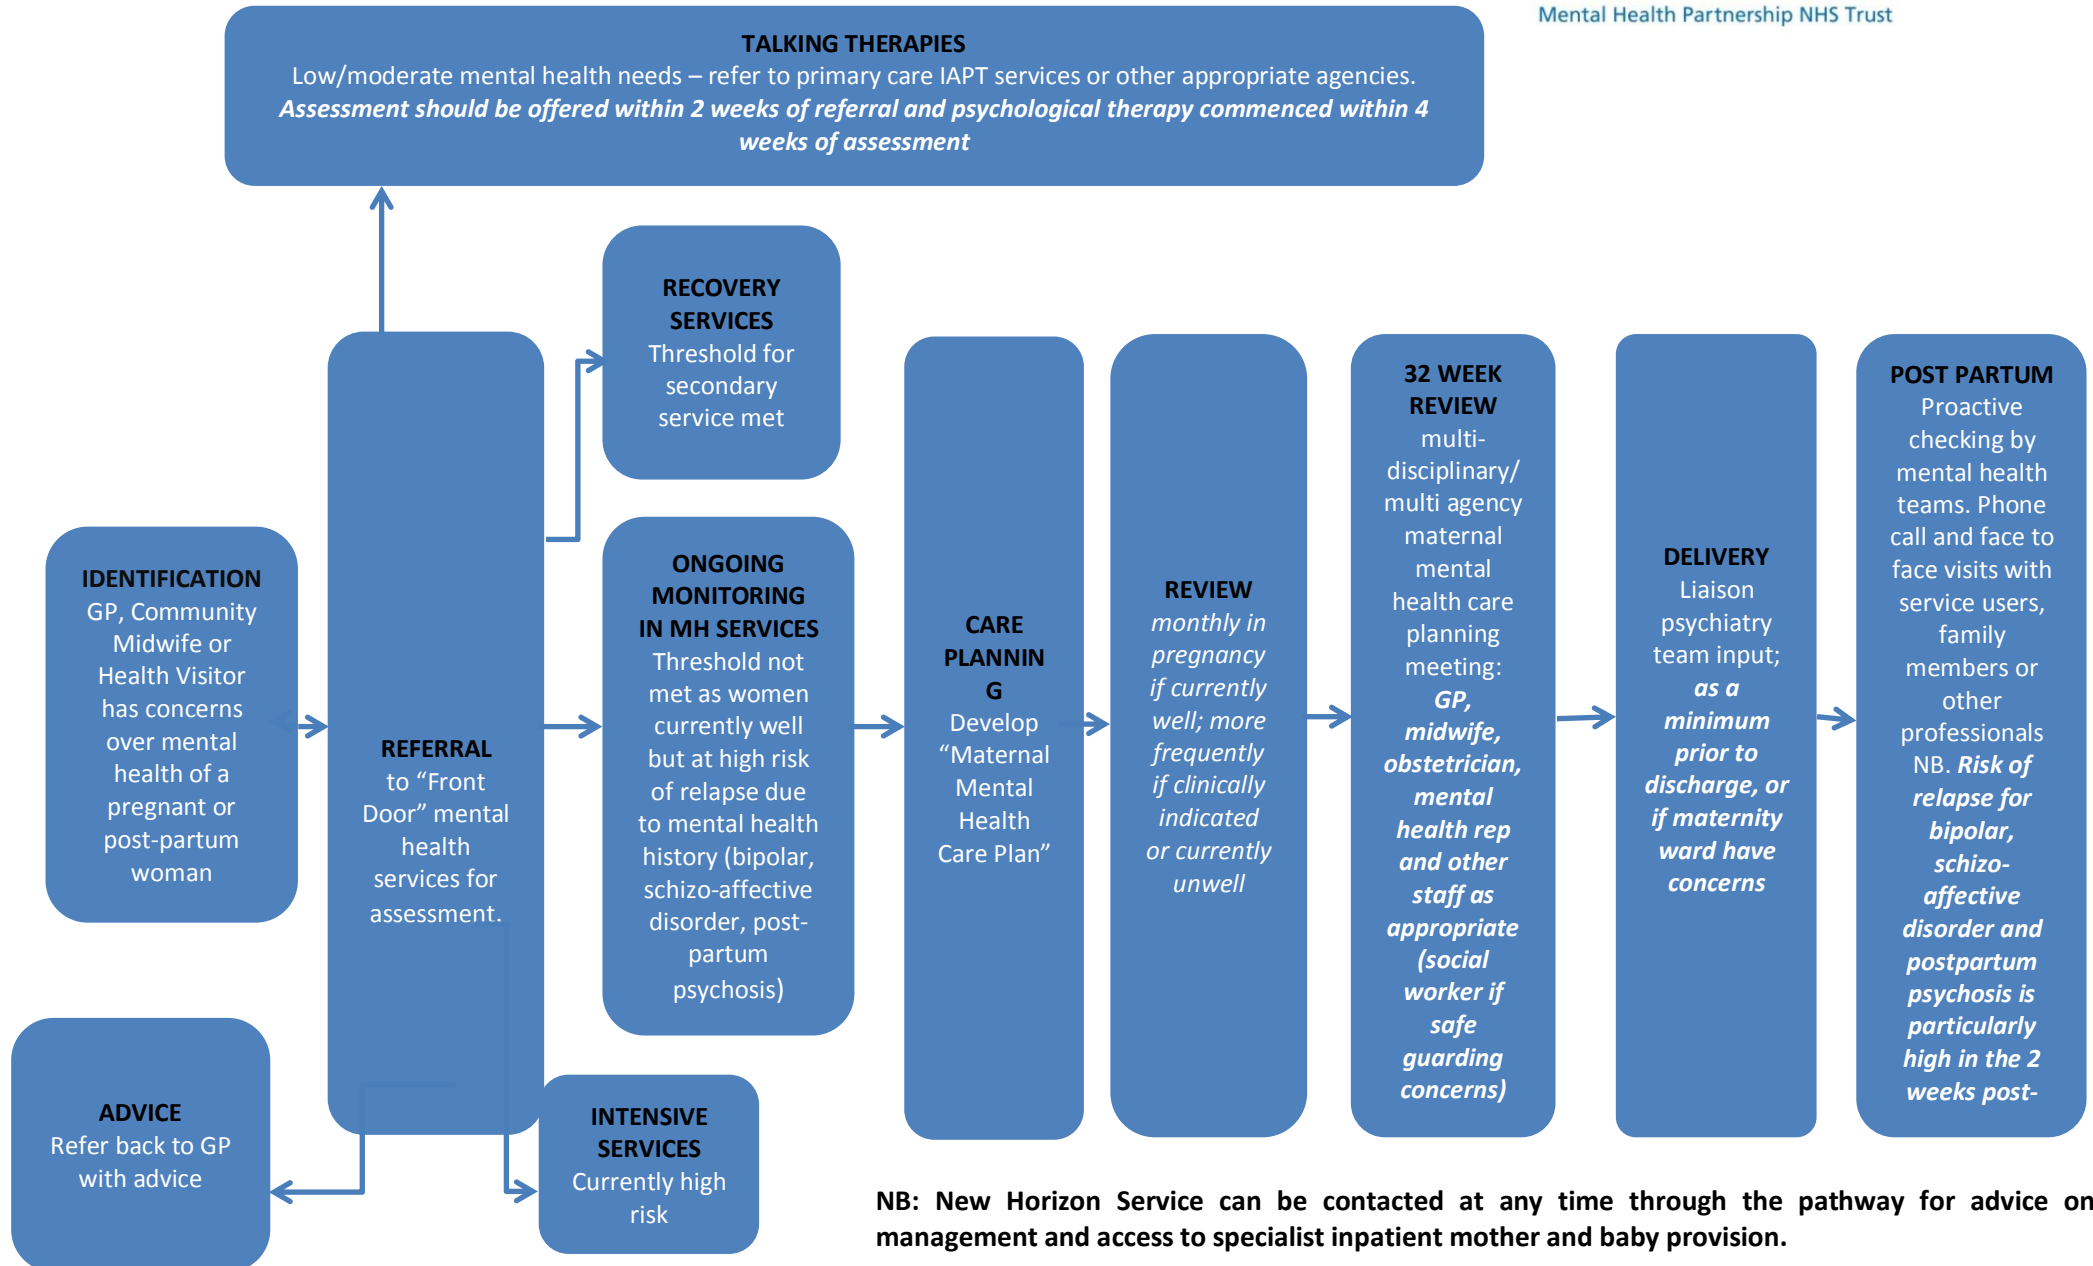 Mental Health Partnership NHS Trust
TALKING THERAPIES
Low/moderate mental health needs – refer to primary care IAPT services or other appropriate agencies.
Assessment should be offered within 2 weeks of referral and psychological therapy commenced within 4
weeks of assessment
RECOVERY
SERVICES
Threshold for
secondary
service met
IDENTIFICATION
GP, Community
Midwife or
Health Visitor
has concerns
over mental
health of a
pregnant or
post-partum
woman
REFERRAL
to “Front
Door” mental
health
services for
assessment.
ONGOING
MONITORING
IN MH SERVICES
Threshold not
met as women
currently well
but at high risk
of relapse due
to mental health
history (bipolar,
schizo-affective
disorder, post-
partum
psychosis)
CARE
PLANNIN
G
Develop
“Maternal
Mental
Health
Care Plan”
REVIEW
monthly in
pregnancy
if currently
well; more
frequently
if clinically
indicated
or currently
unwell
32 WEEK
REVIEW
multi-
disciplinary/
multi agency
maternal
mental
health care
planning
meeting:
GP,
midwife,
obstetrician,
mental
health rep
and other
staff as
appropriate
(social
worker if
safe
guarding
concerns)
DELIVERY
Liaison
psychiatry
team input;
as a
minimum
prior to
discharge, or
if maternity
ward have
concerns
POST PARTUM
Proactive
checking by
mental health
teams. Phone
call and face to
face visits with
service users,
family
members or
other
professionals
NB. Risk of
relapse for
bipolar,
schizo-
affective
disorder and
postpartum
psychosis is
particularly
high in the 2
weeks post-
ADVICE
Refer back to GP
with advice
INTENSIVE
SERVICES
Currently high
risk
NB: New Horizon Service can be contacted at any time through the pathway for advice on
management and access to specialist inpatient mother and baby provision.